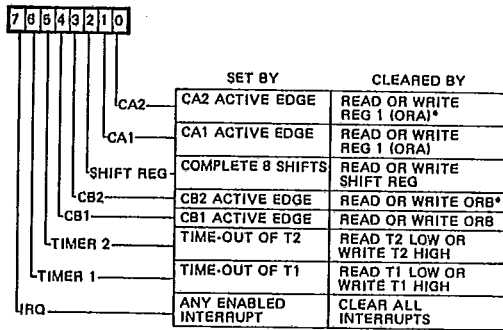 7 6 5 4 3 2 1 0
SET BY CLEARED BY
CA2 CA2 ACTIVE EDGE READ OR WRITE
REG 1 (ORA)*
CA1 CA1 ACTIVE EDGE READ OR WRITE
REG 1 (ORA)
SHIFT REG COMPLETE 8 SHIFTS READ OR WRITE
SHIFT REG
CB2 CB2 ACTIVE EDGE READ OR WRITE ORB*
CB1 CB1 ACTIVE EDGE READ OR WRITE ORB
TIMER 2 TIME-OUT OF T2 READ T2 LOW OR
WRITE T2 HIGH
TIMER 1 TIME-OUT OF T1 READ T1 LOW OR
WRITE T1 HIGH
IRQ ANY ENABLED CLEAR ALL
INTERRUPT INTERRUPTS